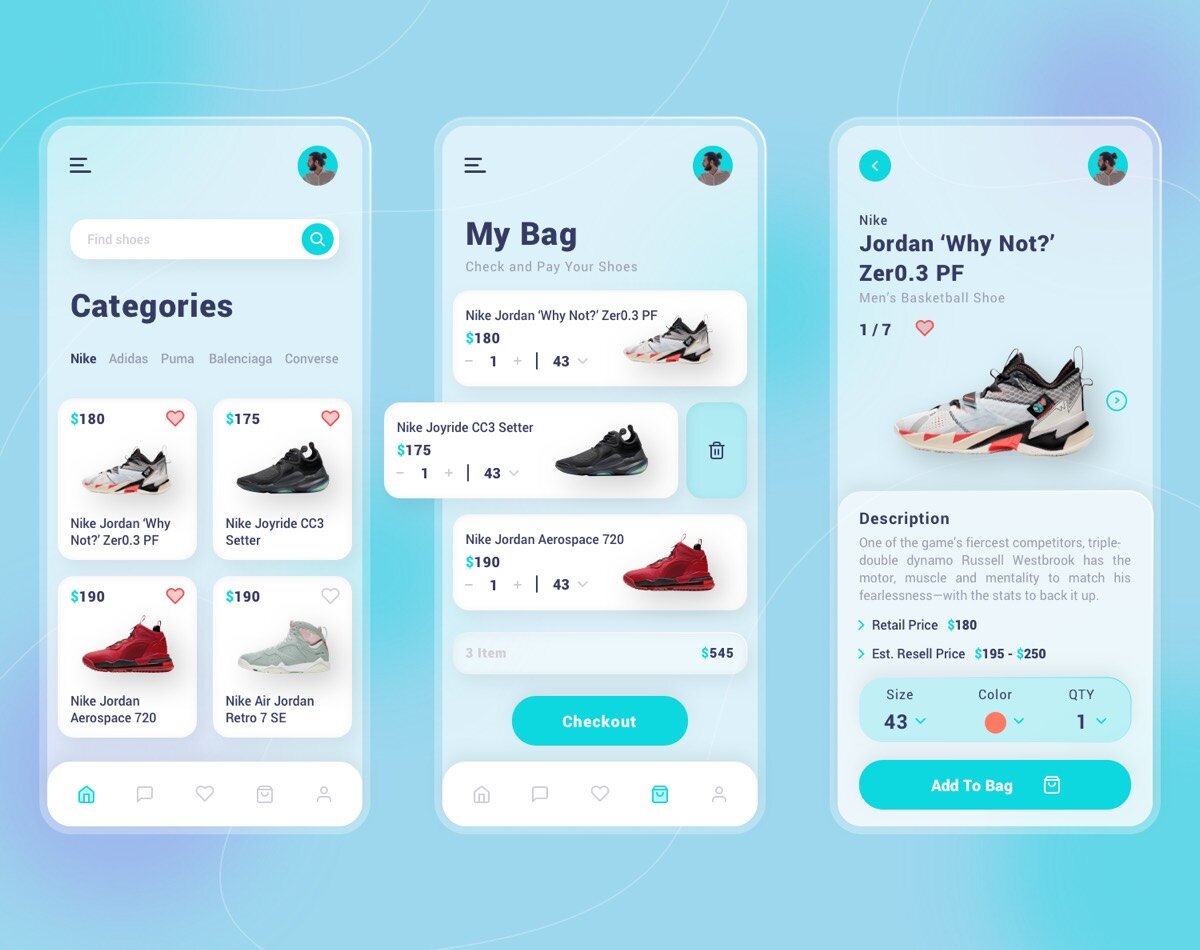 Find shoes
Categories
Nike Adidas Puma Balenciaga Converse
$180
Nike Jordan ‘Why
Not?’ Zer0.3 PF
$175
Nike Joyride CC3
Setter
$190
Nike Jordan
Aerospace 720
$190
Nike Air Jordan
Retro 7 SE
My Bag
Check and Pay Your Shoes
Nike Jordan ‘Why Not?’ Zer0.3 PF
$180
− 1 + | 43
Nike Joyride CC3 Setter
$175
− 1 + | 43
Nike Jordan Aerospace 720
$190
− 1 + | 43
3 Item $545
Checkout
Nike
Jordan ‘Why Not?’
Zer0.3 PF
Men’s Basketball Shoe
1 / 7
Description
One of the game’s fiercest competitors, triple-
double dynamo Russell Westbrook has the
motor, muscle and mentality to match his
fearlessness—with the stats to back it up.
Retail Price $180
Est. Resell Price $195 - $250
Size Color QTY
43 1
Add To Bag